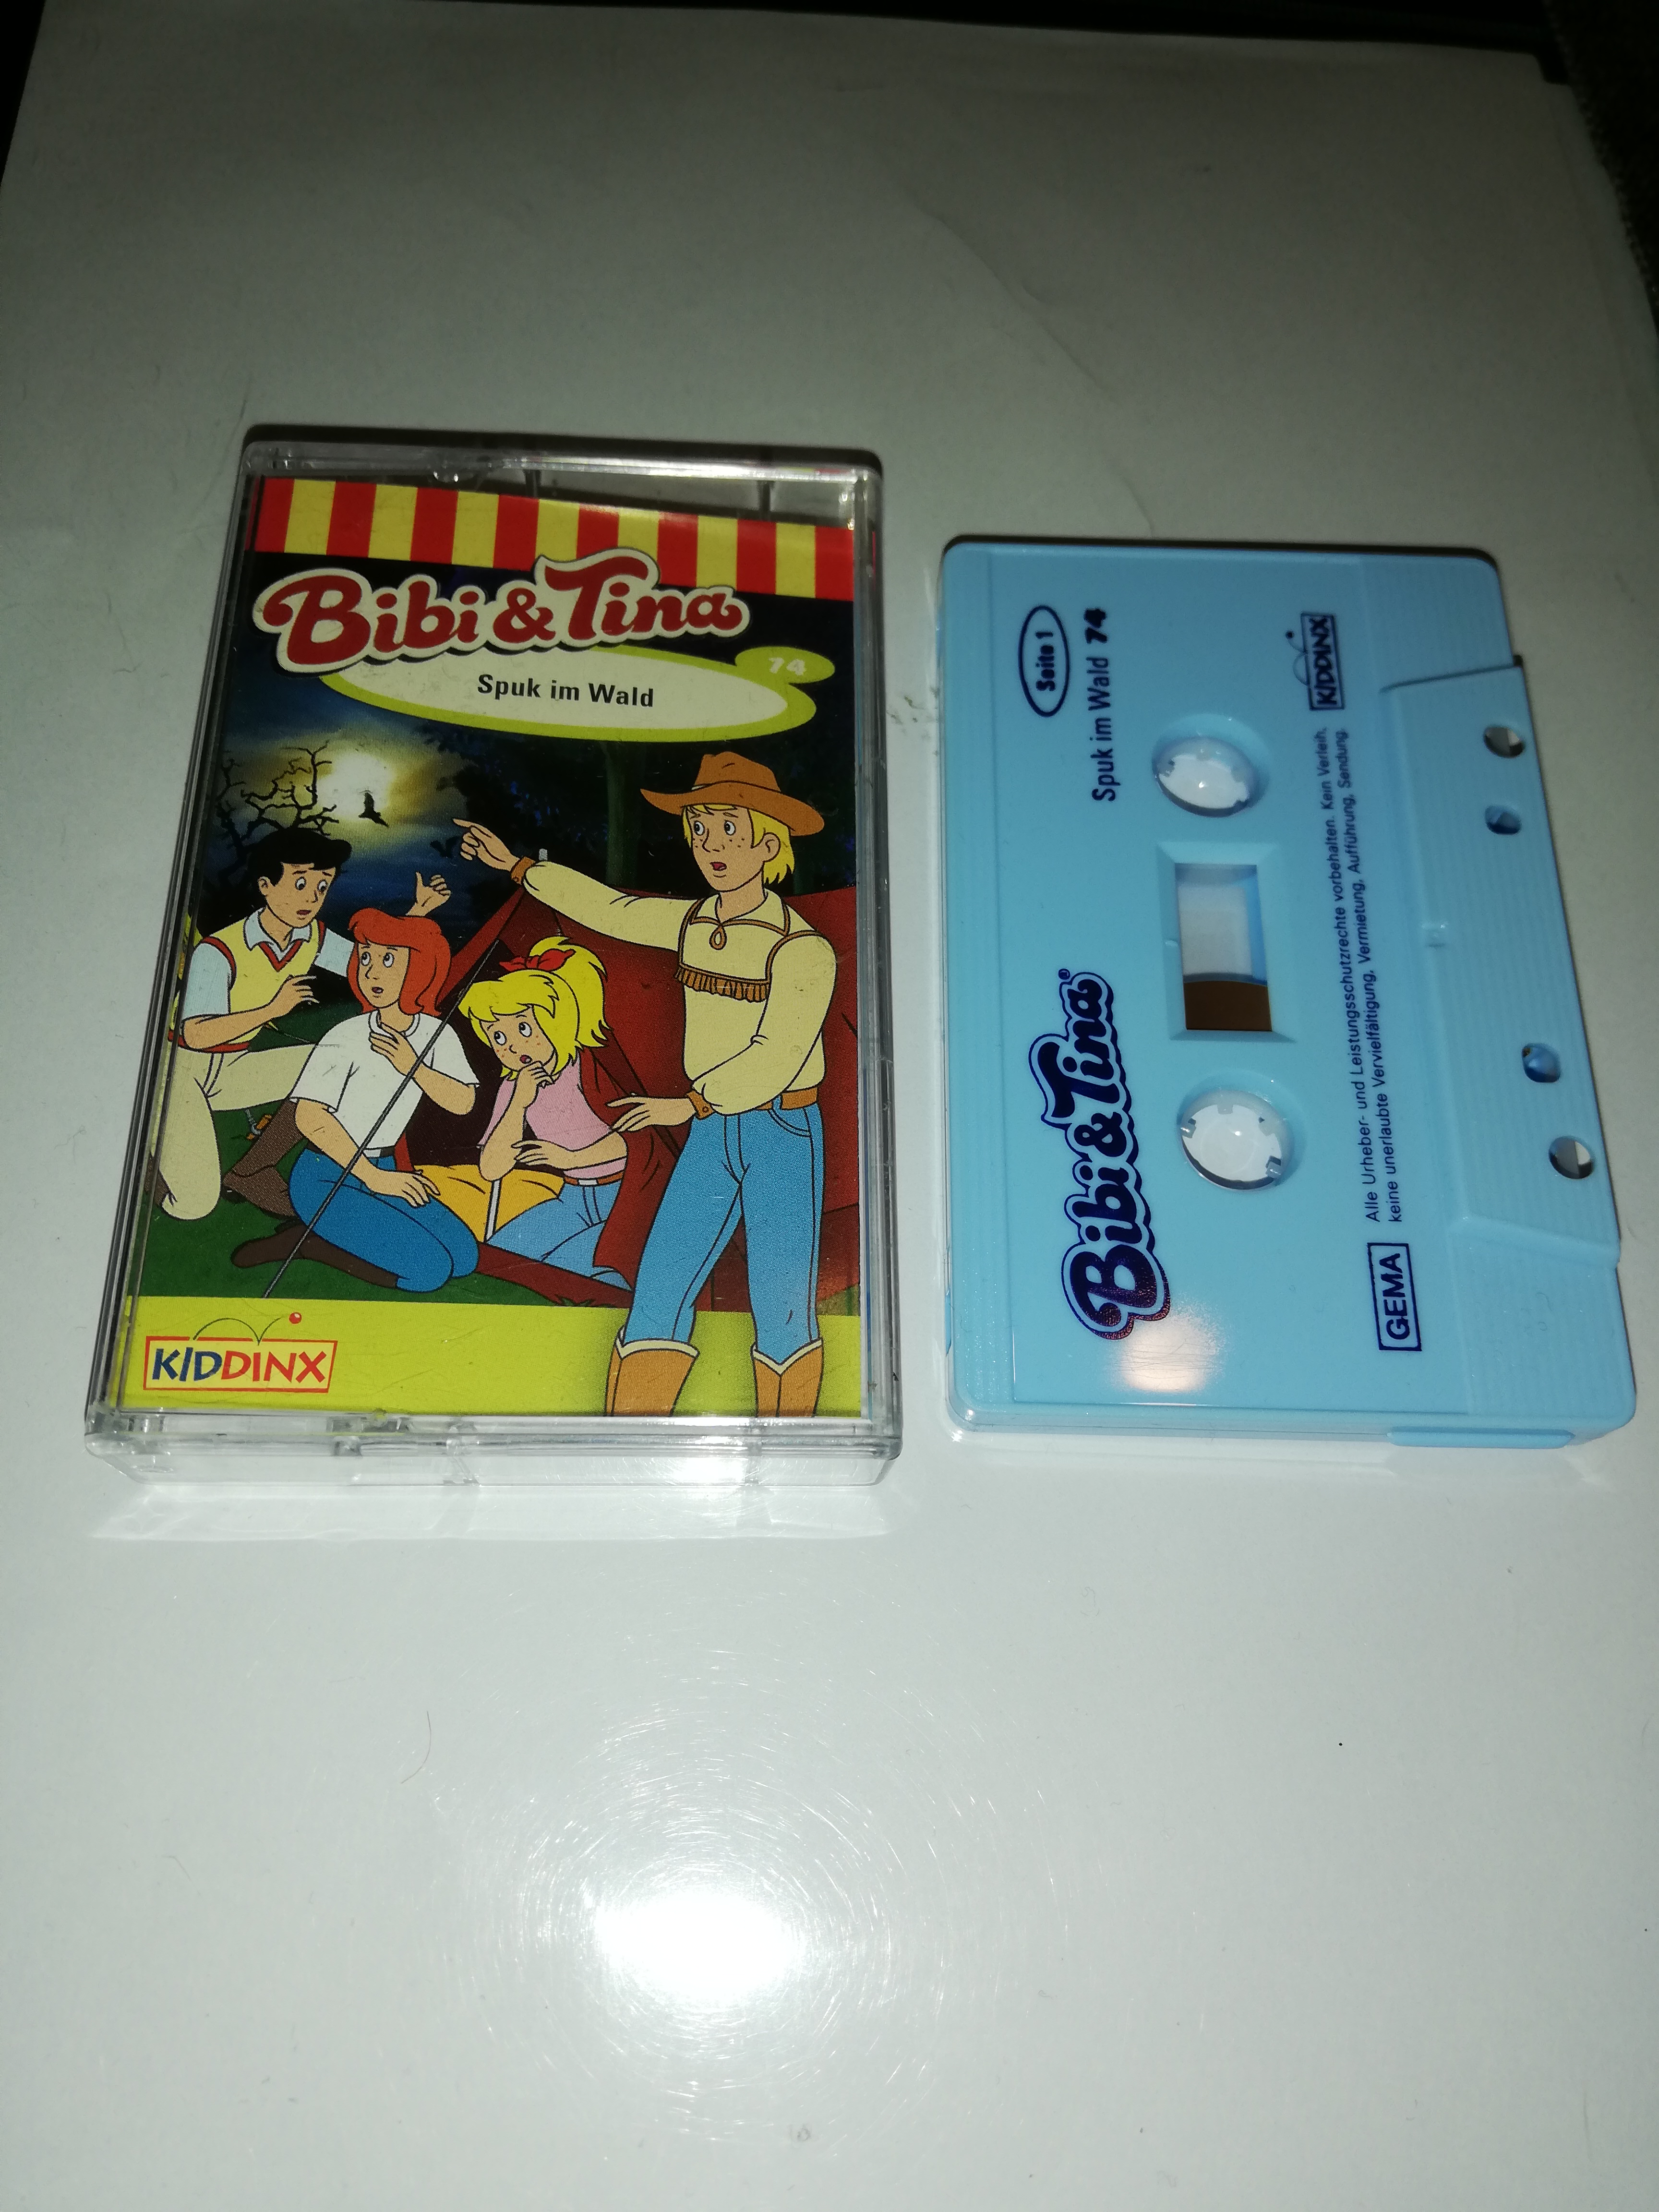 Bibi & Tina
74
Spuk im Wald
KIDDINX
Seite 1
Spuk im Wald 74
Bibi & Tina®
KIDDINX
Alle Urheber- und Leistungsschutzrechte vorbehalten. Kein Verleih,
keine unerlaubte Vervielfältigung, Vermietung, Aufführung, Sendung.
GEMA